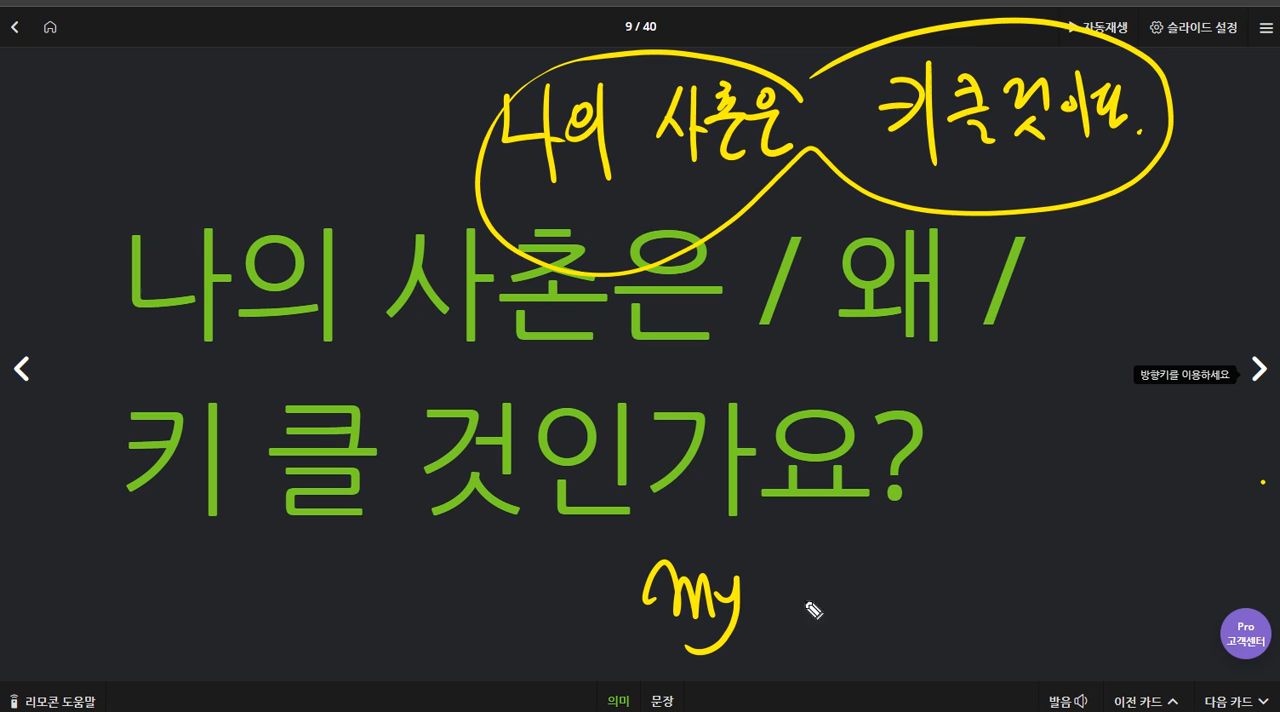 9 / 40
자동재생
슬라이드 설정
나의 사촌은 키클것이다.
나의 사촌은 / 왜 /
키 클 것인가요?
방향키를 이용하세요
my
Pro
고객센터
리모콘 도움말
의미
문장
발음
이전 카드
다음 카드